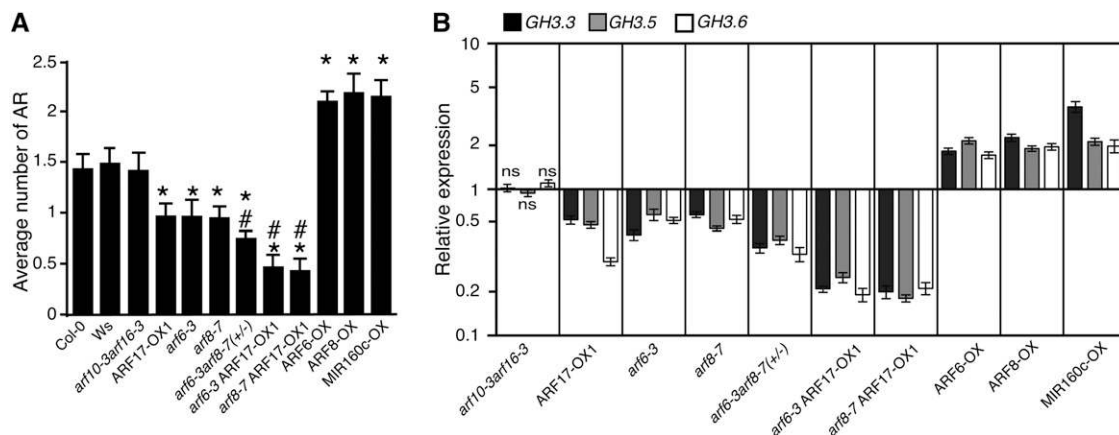 A
Average number of AR
2.5
2
1.5
1
0.5
0
*
*
*
*
#
#
*
#
*
*
*
*
Col-0
Ws
arf10-3arf16-3
ARF17-OX1
arf6-3
arf8-7
arf6-3arf8-7(+/-)
arf6-3 ARF17-OX1
arf8-7 ARF17-OX1
ARF6-OX
ARF8-OX
MIR160c-OX
B
GH3.3 GH3.5 GH3.6
Relative expression
10
5
2
1
0.5
0.2
0.1
ns
ns
ns
arf10-3arf16-3
ARF17-OX1
arf6-3
arf8-7
arf6-3arf8-7(+/-)
arf6-3 ARF17-OX1
arf8-7 ARF17-OX1
ARF6-OX
ARF8-OX
MIR160c-OX